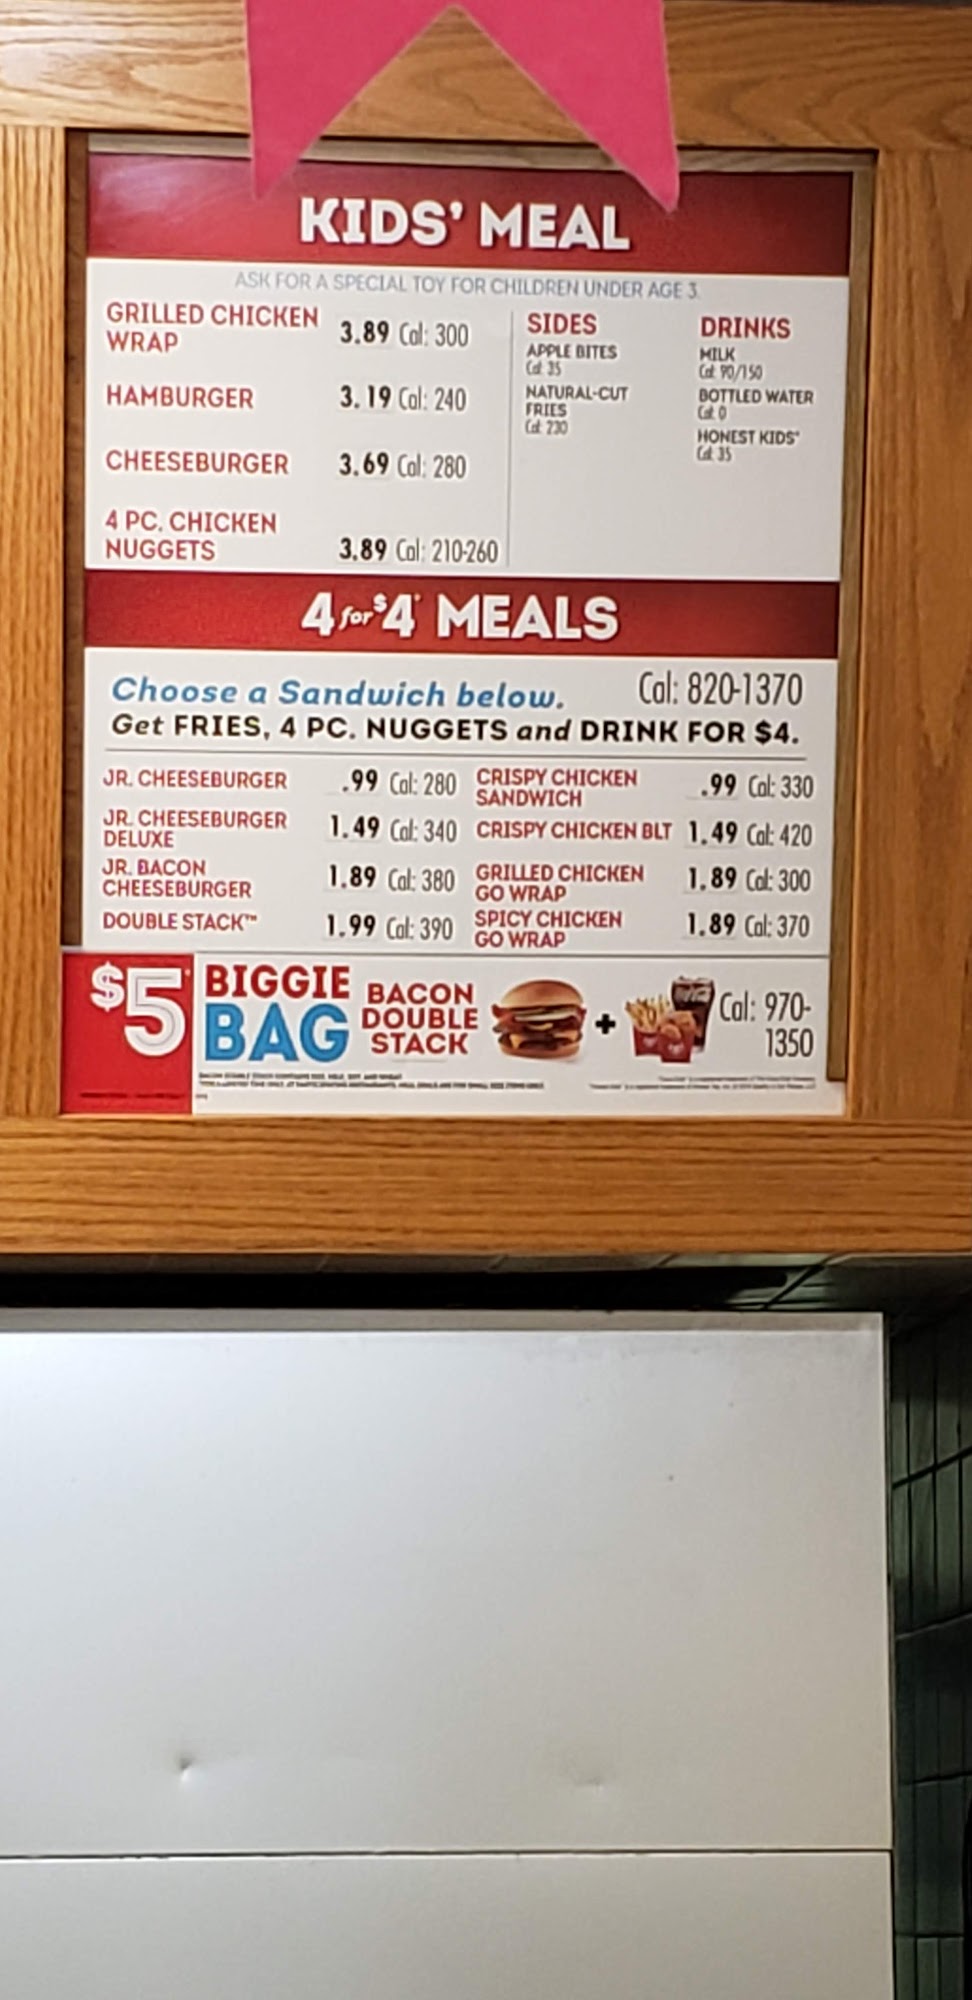 KIDS' MEAL
ASK FOR A SPECIAL TOY FOR CHILDREN UNDER AGE 3.
GRILLED CHICKEN
WRAP
3.89 Cal: 300
HAMBURGER 3.19 Cal: 240
CHEESEBURGER 3.69 Cal: 280
4 PC. CHICKEN
NUGGETS 3.89 Cal: 210-260
SIDES
APPLE BITES
Cal: 35
NATURAL-CUT
FRIES
Cal: 230
DRINKS
MILK
Cal: 90/150
BOTTLED WATER
Cal: 0
HONEST KIDS®
Cal: 35
4 for $4 MEALS
Choose a Sandwich below. Cal: 820-1370
Get FRIES, 4 PC. NUGGETS and DRINK FOR $4.
JR. CHEESEBURGER .99 Cal: 280
JR. CHEESEBURGER
DELUXE
1.49 Cal: 340
JR. BACON
CHEESEBURGER
1.89 Cal: 380
DOUBLE STACK™ 1.99 Cal: 390
CRISPY CHICKEN
SANDWICH
.99 Cal: 330
CRISPY CHICKEN BLT 1.49 Cal: 420
GRILLED CHICKEN
GO WRAP
1.89 Cal: 300
SPICY CHICKEN
GO WRAP
1.89 Cal: 370
$5
BIGGIE
BAG
BACON
DOUBLE
STACK
+
Cal: 970-
1350